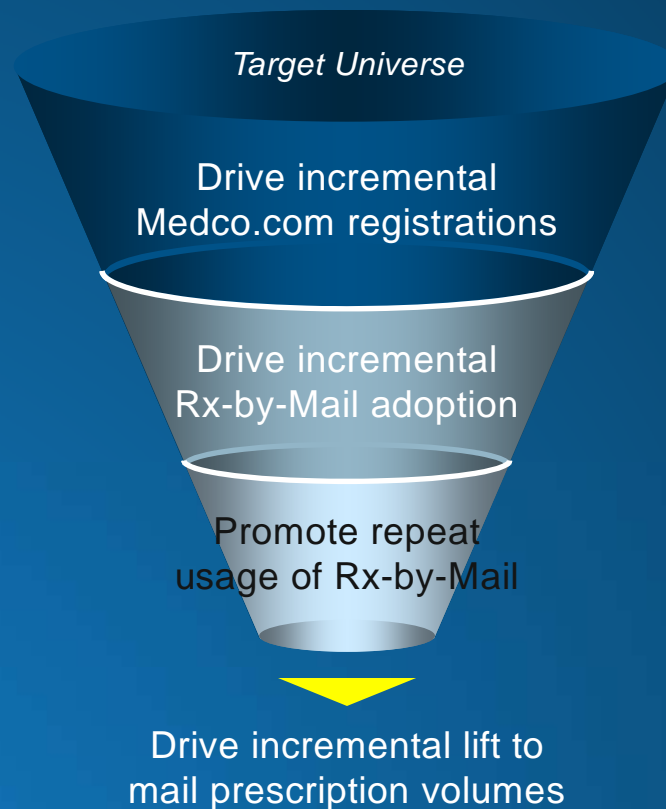 Target Universe
Drive incremental
Medco.com registrations
Drive incremental
Rx-by-Mail adoption
Promote repeat
usage of Rx-by-Mail
Drive incremental lift to
mail prescription volumes